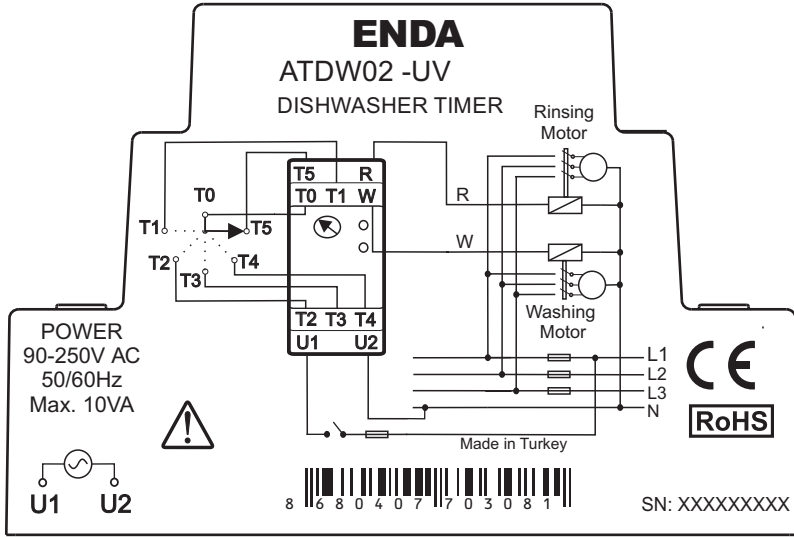 ENDA
ATDW02 -UV
DISHWASHER TIMER
Rinsing
Motor
T5 R
T0 T1 W
R
T0
T1
T5
W
T2
T3
T4
Washing
Motor
T2 T3 T4
U1 U2
POWER
90-250V AC
50/60Hz
Max. 10VA
L1
L2
L3
N
CE
RoHS
Made in Turkey
U1 U2
8 680407 703081
SN: XXXXXXXXX